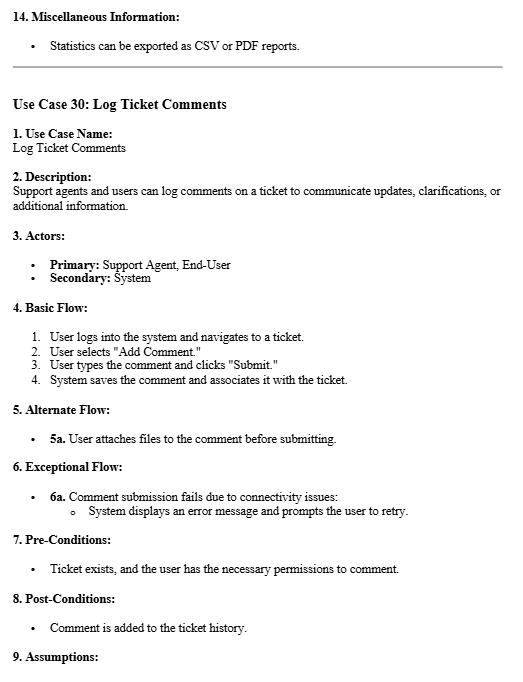 14. Miscellaneous Information:
• Statistics can be exported as CSV or PDF reports.
Use Case 30: Log Ticket Comments
1. Use Case Name:
Log Ticket Comments
2. Description:
Support agents and users can log comments on a ticket to communicate updates, clarifications, or
additional information.
3. Actors:
• Primary: Support Agent, End-User
• Secondary: System
4. Basic Flow:
1. User logs into the system and navigates to a ticket.
2. User selects "Add Comment."
3. User types the comment and clicks "Submit."
4. System saves the comment and associates it with the ticket.
5. Alternate Flow:
• 5a. User attaches files to the comment before submitting.
6. Exceptional Flow:
• 6a. Comment submission fails due to connectivity issues:
o System displays an error message and prompts the user to retry.
7. Pre-Conditions:
• Ticket exists, and the user has the necessary permissions to comment.
8. Post-Conditions:
• Comment is added to the ticket history.
9. Assumptions: